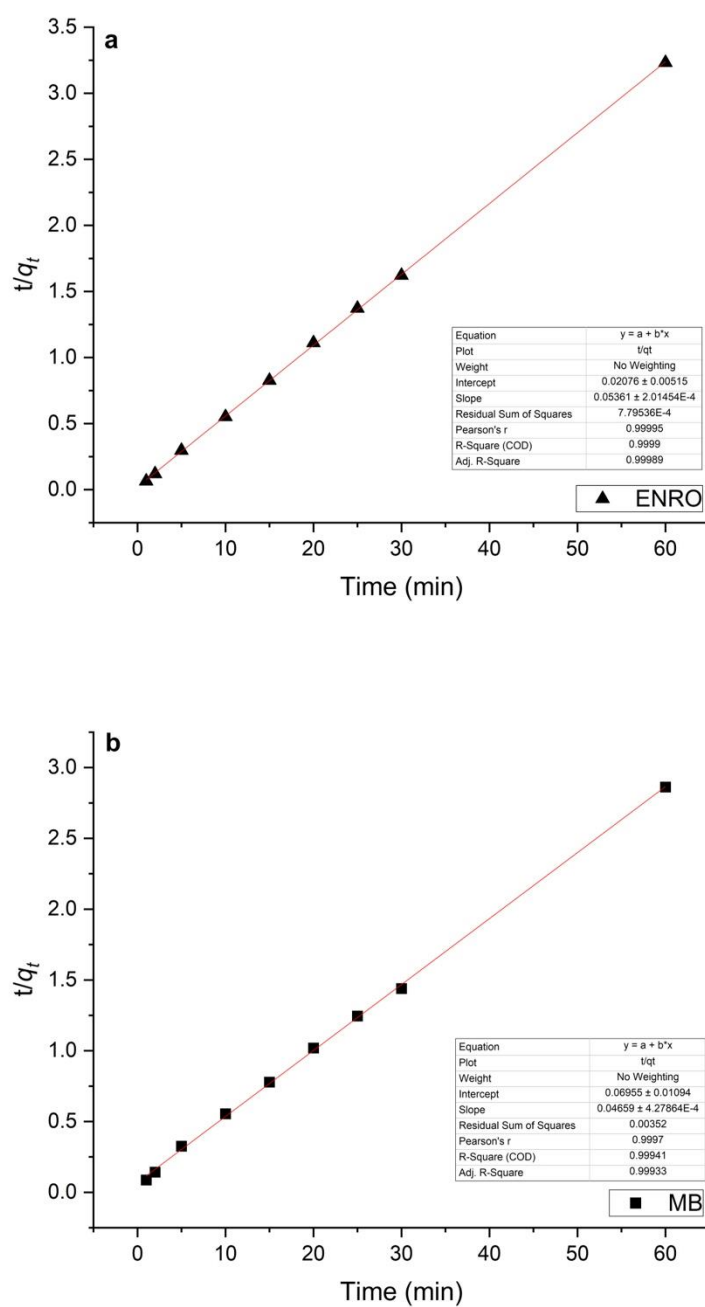 a
3.5
3.0
2.5
2.0
1.5
1.0
0.5
0.0
t/qt
Equation y = a + b*x
Plot t/qt
Weight No Weighting
Intercept 0.02076 ± 0.00515
Slope 0.05361 ± 2.01454E-4
Residual Sum of Squares 7.79536E-4
Pearson's r 0.99995
R-Square (COD) 0.9999
Adj. R-Square 0.99989
ENRO
0 10 20 30 40 50 60
Time (min)
b
3.0
2.5
2.0
1.5
1.0
0.5
0.0
t/qt
Equation y = a + b*x
Plot t/qt
Weight No Weighting
Intercept 0.06955 ± 0.01094
Slope 0.04659 ± 4.27864E-4
Residual Sum of Squares 0.00352
Pearson's r 0.9997
R-Square (COD) 0.99941
Adj. R-Square 0.99933
MB
0 10 20 30 40 50 60
Time (min)